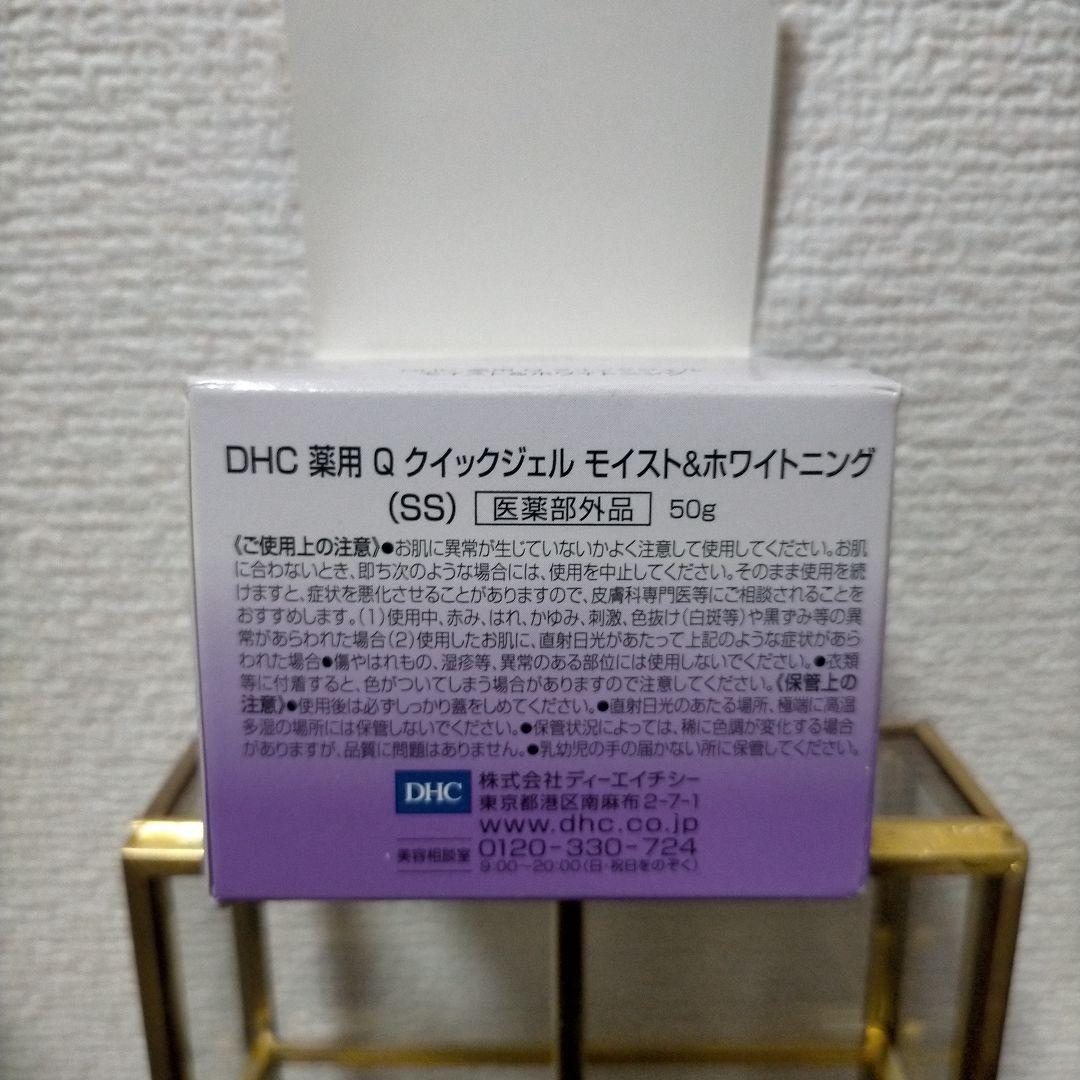 DHC 薬用 Q クイックジェル モイスト&ホワイトニング
(SS) 医薬部外品 50g
《ご使用上の注意》●お肌に異常が生じていないかよく注意して使用してください。お肌
に合わないとき、即ち次のような場合には、使用を中止してください。そのまま使用を続
けますと、症状を悪化させることがありますので、皮膚科専門医等にご相談されることを
おすすめします。(1)使用中、赤み、はれ、かゆみ、刺激、色抜け(白斑等)や黒ずみ等の異
常があらわれた場合(2)使用したお肌に、直射日光があたって上記のような症状があら
われた場合●傷やはれもの、湿疹等、異常のある部位には使用しないでください。●衣類
等に付着すると、色がついてしまう場合がありますので注意してください。《保管上の
注意》●使用後は必ずしっかり蓋をしめてください。●直射日光のあたる場所、極端に高温
多湿の場所には保管しないでください。●保管状況によっては、稀に色調が変化する場合
がありますが、品質に問題はありません。●乳幼児の手の届かない所に保管してください。
DHC 株式会社ディーエイチシー
東京都港区南麻布2-7-1
www.dhc.co.jp
美容相談室 0120-330-724
9:00〜20:00(日・祝日をのぞく)